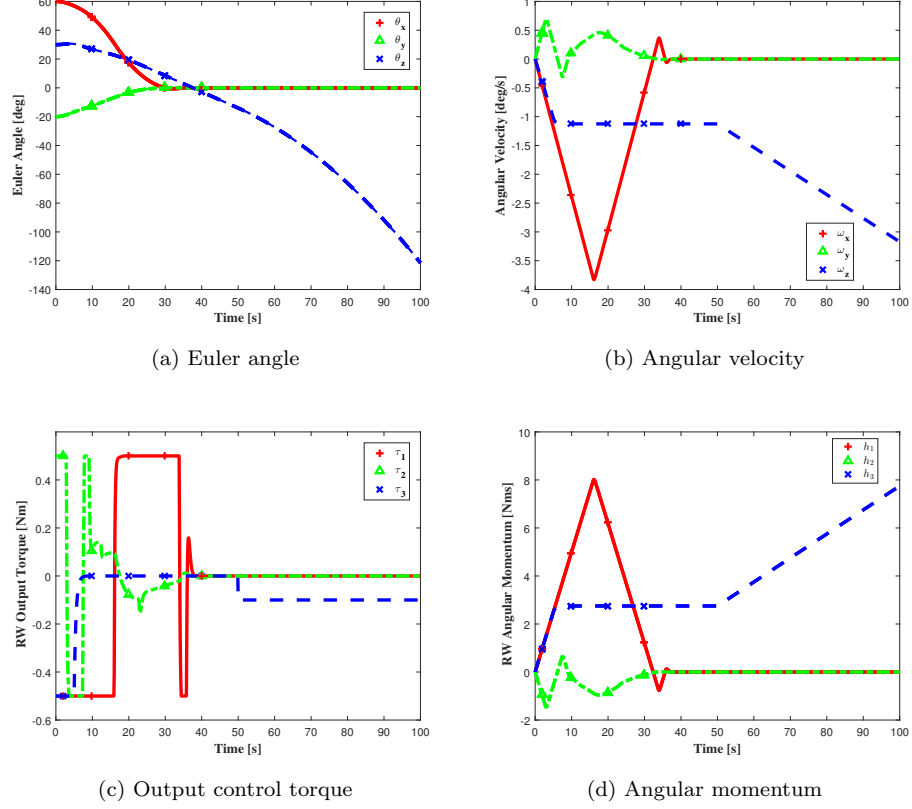 60
40
20
0
-20
-40
-60
-80
-100
-120
-140
Euler Angle [deg]
0 10 20 30 40 50 60 70 80 90 100
Time [s]
θx
θy
θz
(a) Euler angle
1
0.5
0
-0.5
-1
-1.5
-2
-2.5
-3
-3.5
-4
Angular Velocity [deg/s]
0 10 20 30 40 50 60 70 80 90 100
Time [s]
ωx
ωy
ωz
(b) Angular velocity
0.4
0.2
0
-0.2
-0.4
-0.6
RW Output Torque [Nm]
0 10 20 30 40 50 60 70 80 90 100
Time [s]
τ1
τ2
τ3
(c) Output control torque
10
8
6
4
2
0
-2
RW Angular Momentum [Nms]
0 10 20 30 40 50 60 70 80 90 100
Time [s]
h1
h2
h3
(d) Angular momentum